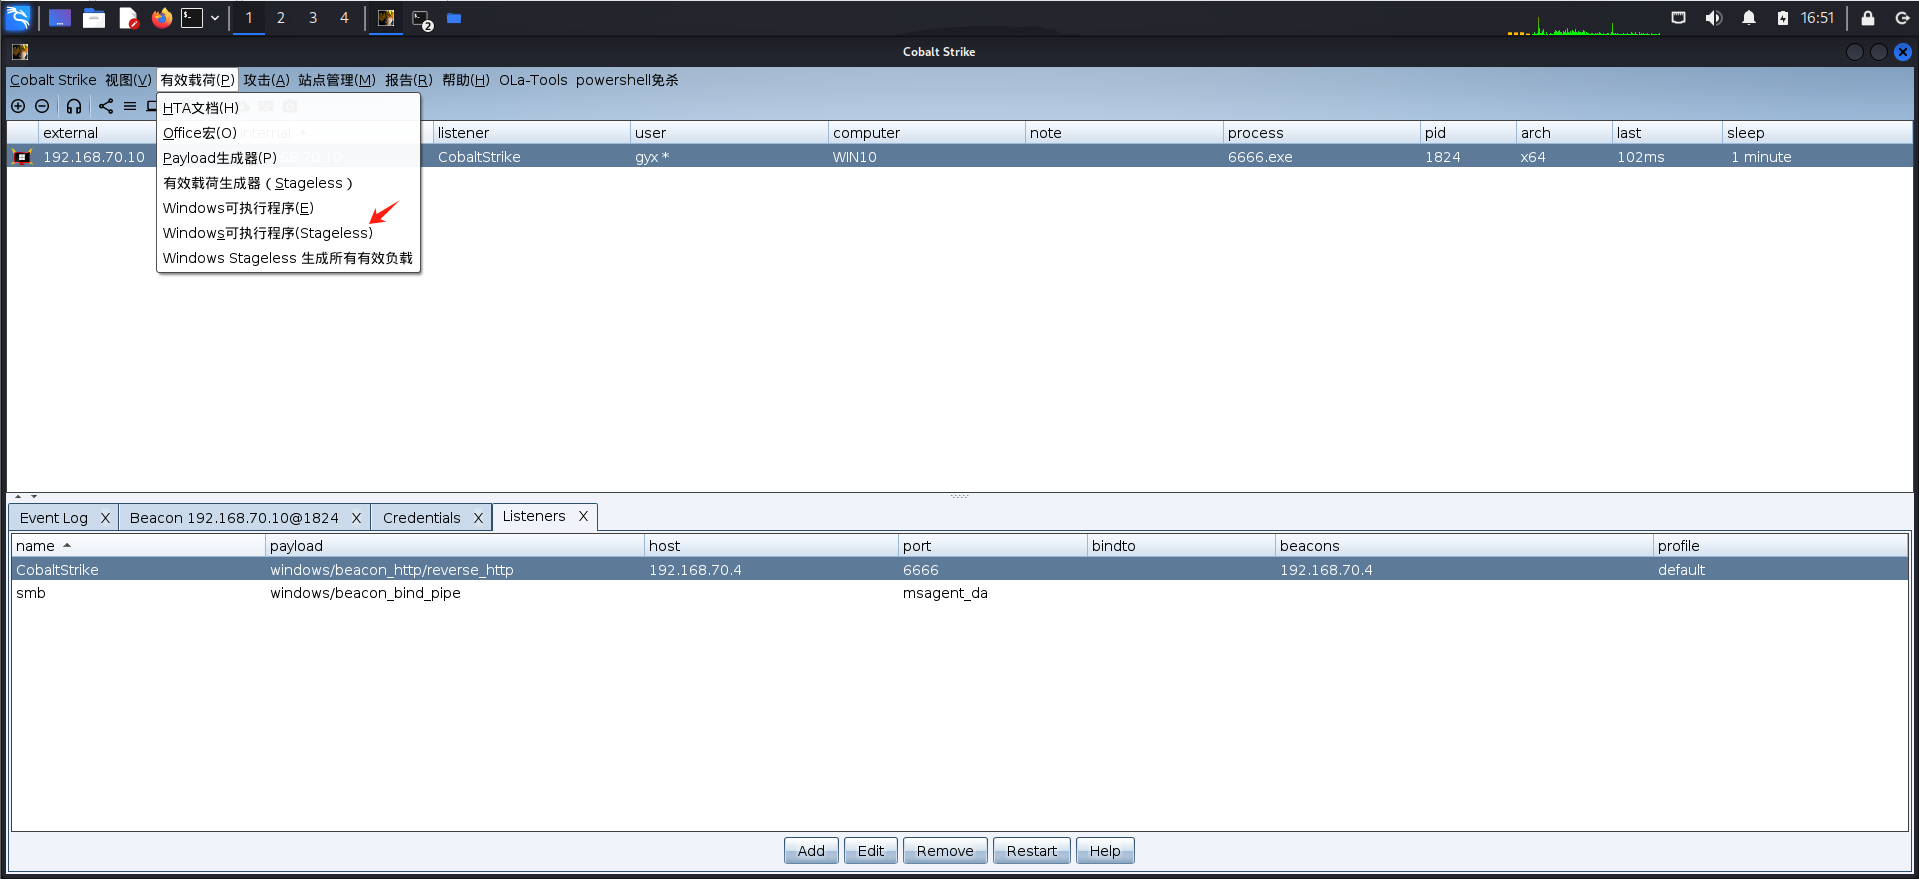 1 2 3 4 2 16:51
Cobalt Strike
Cobalt Strike 视图(V) 有效载荷(P) 攻击(A) 站点管理(M) 报告(R) 帮助(H) OLa-Tools powershell免杀
HTA文档(H)
Office宏(O)
Payload生成器(P)
有效载荷生成器（Stageless）
Windows可执行程序(E)
Windows可执行程序(Stageless)
Windows Stageless 生成所有有效负载
external internal listener user computer note process pid arch last sleep
192.168.70.10 CobaltStrike gyx * WIN10 6666.exe 1824 x64 102ms 1 minute
Event Log X Beacon 192.168.70.10@1824 X Credentials X Listeners X
name payload host port bindto beacons profile
CobaltStrike windows/beacon_http/reverse_http 192.168.70.4 6666 192.168.70.4 default
smb windows/beacon_bind_pipe msagent_da
Add Edit Remove Restart Help